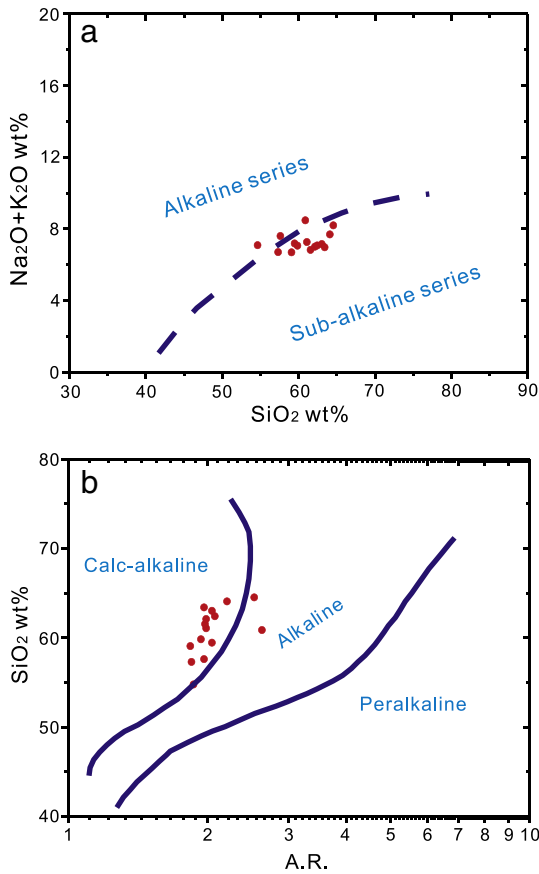 a
20
16
12
8
4
0
Na₂O+K₂O wt%
Alkaline series
Sub-alkaline series
30 40 50 60 70 80 90
SiO₂ wt%
b
80
70
60
50
40
SiO₂ wt%
Calc-alkaline
Alkaline
Peralkaline
1 2 3 4 5 6 7 8 9 10
A.R.